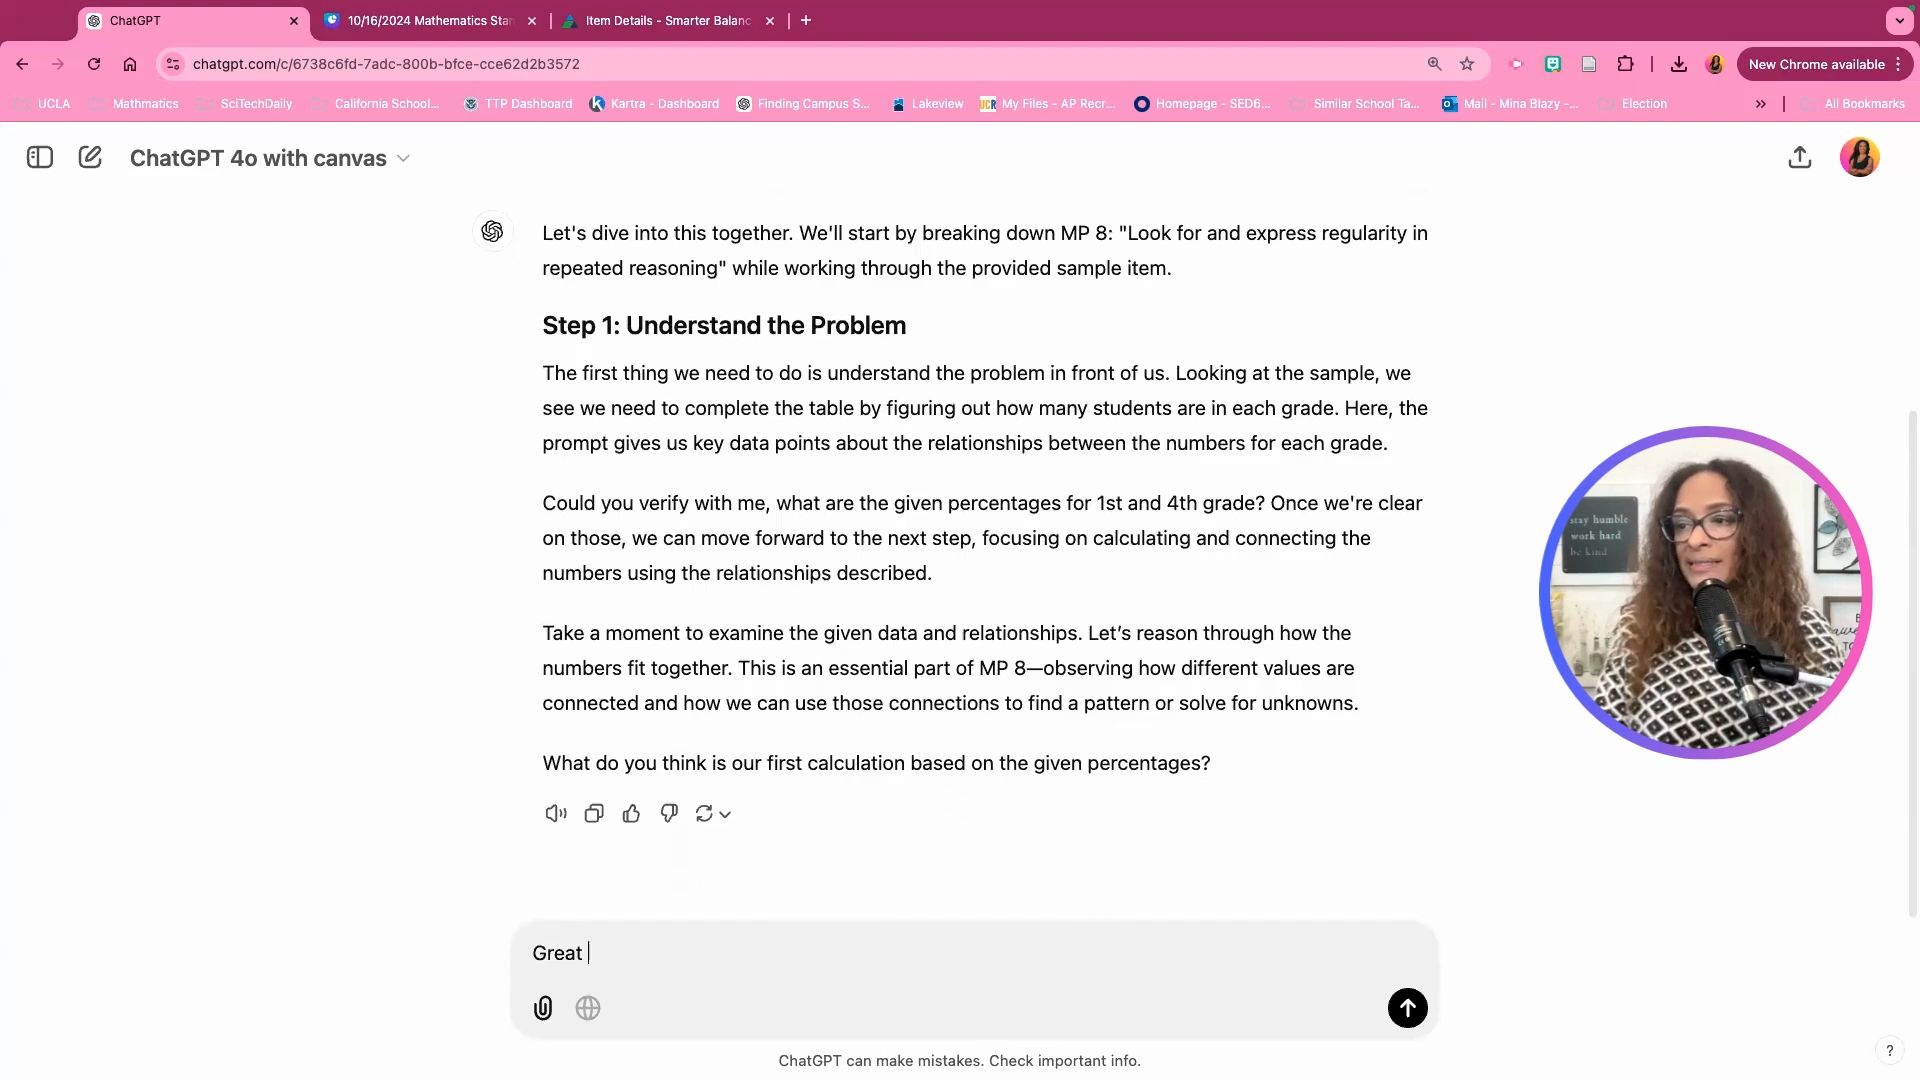 ChatGPT
10/16/2024 Mathematics Stan
Item Details - Smarter Balanc
chatgpt.com/c/6738c6fd-7adc-800b-bfce-cce62d2b3572
New Chrome available
UCLA
Mathmatics
SciTechDaily
California School...
TTP Dashboard
Kartra - Dashboard
Finding Campus S...
Lakeview
UCR
My Files - AP Recr...
Homepage - SED6...
Similar School Ta...
Mail - Mina Blazy -...
Election
All Bookmarks
ChatGPT 4o with canvas
Let's dive into this together. We'll start by breaking down MP 8: "Look for and express regularity in
repeated reasoning" while working through the provided sample item.
Step 1: Understand the Problem
The first thing we need to do is understand the problem in front of us. Looking at the sample, we
see we need to complete the table by figuring out how many students are in each grade. Here, the
prompt gives us key data points about the relationships between the numbers for each grade.
Could you verify with me, what are the given percentages for 1st and 4th grade? Once we're clear
on those, we can move forward to the next step, focusing on calculating and connecting the
numbers using the relationships described.
Take a moment to examine the given data and relationships. Let’s reason through how the
numbers fit together. This is an essential part of MP 8—observing how different values are
connected and how we can use those connections to find a pattern or solve for unknowns.
What do you think is our first calculation based on the given percentages?
stay humble
work hard
be kind
Great
ChatGPT can make mistakes. Check important info.
?